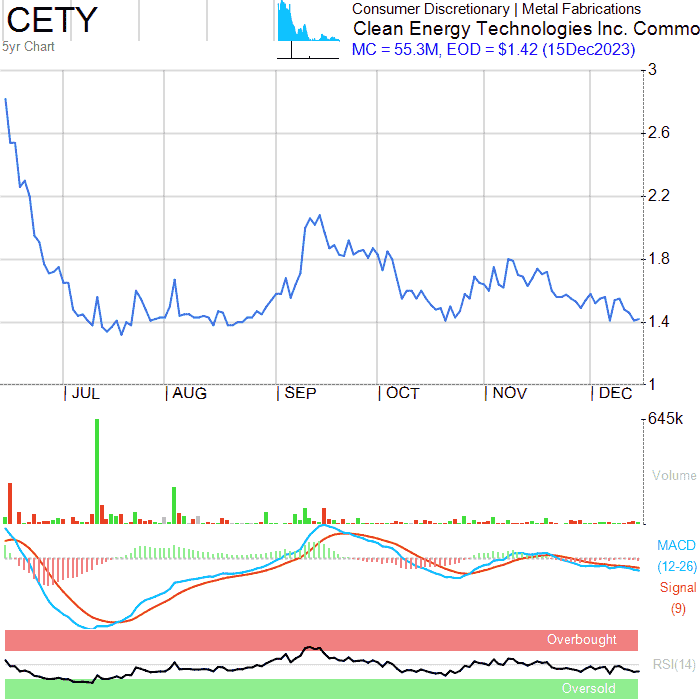 CETY
5yr Chart
Consumer Discretionary | Metal Fabrications
Clean Energy Technologies Inc. Commo
MC = 55.3M, EOD = $1.42 (15Dec2023)
3
2.6
2.2
1.8
1.4
1
JUL AUG SEP OCT NOV DEC
645k
Volume
MACD
(12-26)
Signal
(9)
Overbought
RSI(14)
Oversold